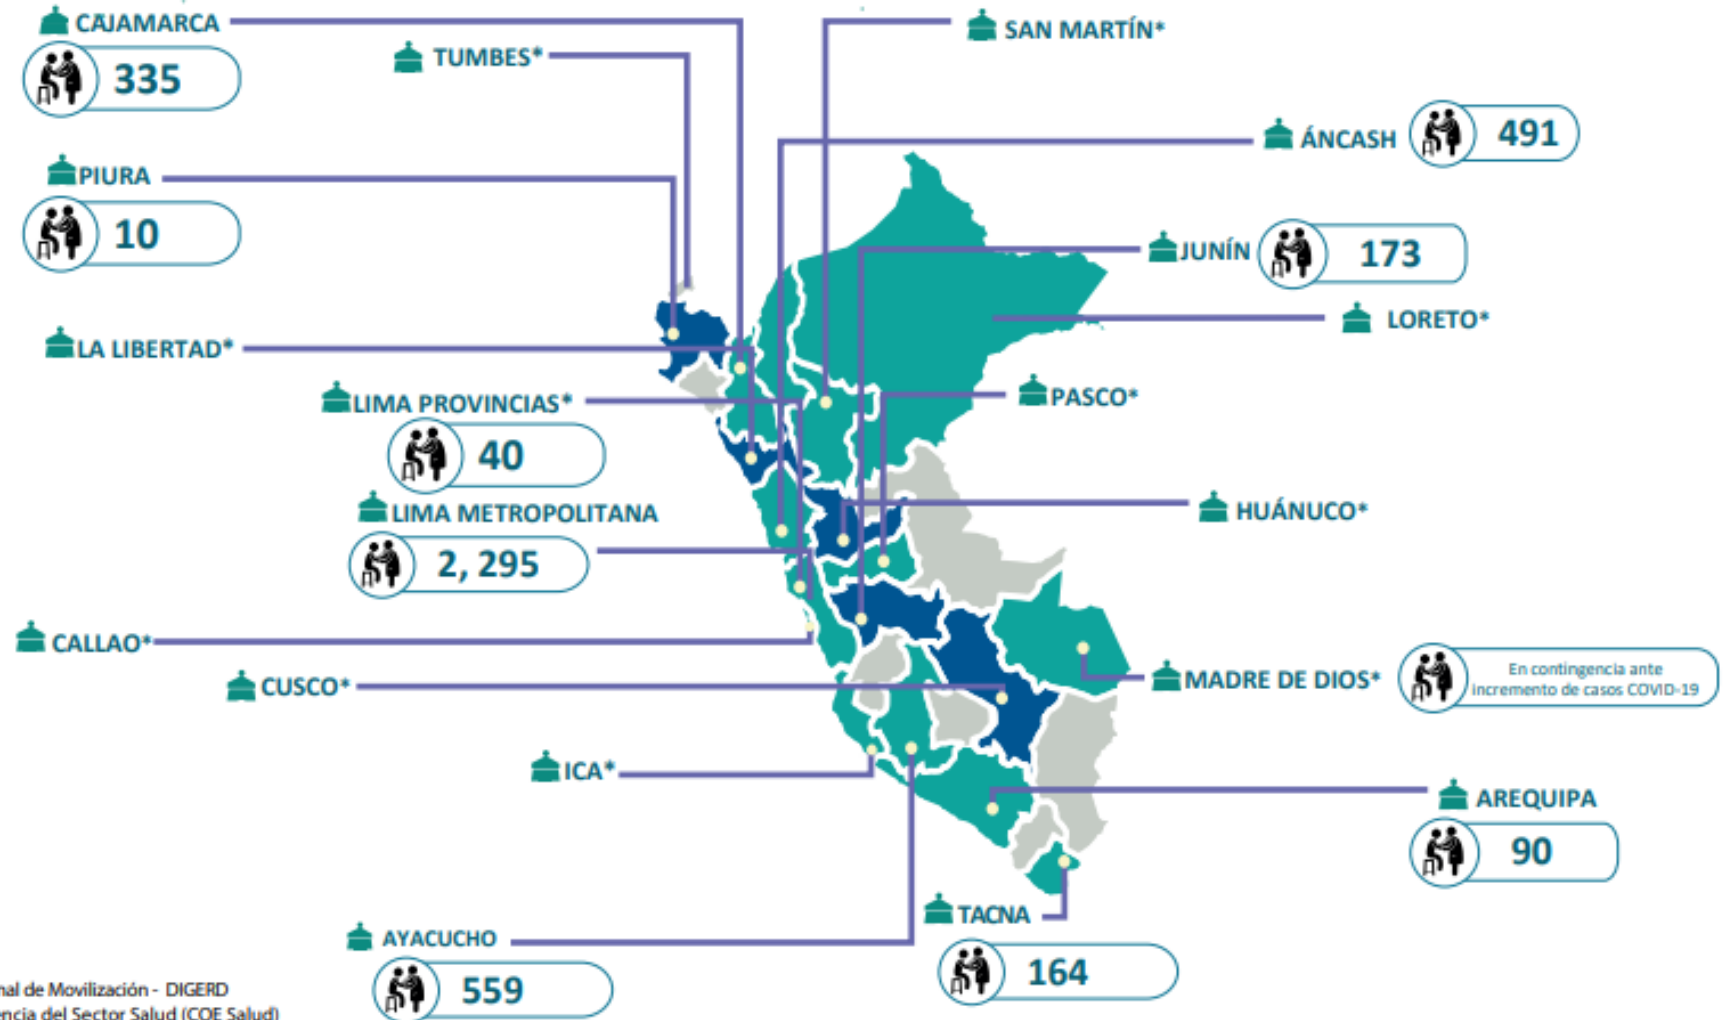 CAJAMARCA
335
TUMBES*
SAN MARTÍN*
ÁNCASH
491
PIURA
10
JUNÍN
173
LA LIBERTAD*
LORETO*
LIMA PROVINCIAS*
40
PASCO*
LIMA METROPOLITANA
2, 295
HUÁNUCO*
CALLAO*
CUSCO*
MADRE DE DIOS*
En contingencia ante
incremento de casos COVID-19
ICA*
AREQUIPA
90
TACNA
164
AYACUCHO
559
nal de Movilización - DIGERD
encia del Sector Salud (COE Salud)